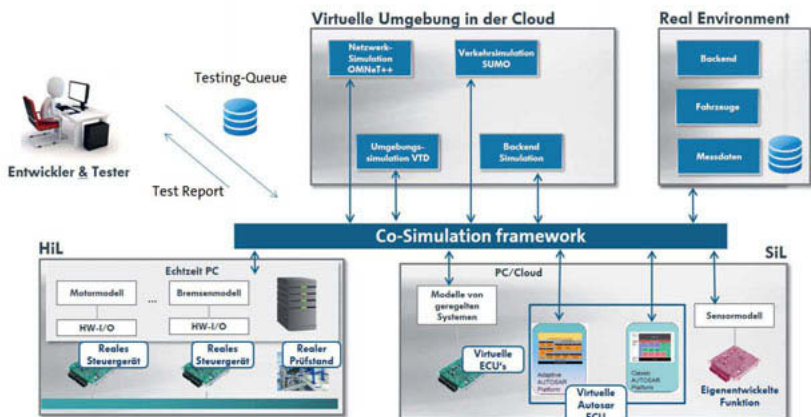 Virtuelle Umgebung in der Cloud
Real Environment
Netzwerk-
Simulation
OMNeT++
Verkehrsimulation
SUMO
Backend
Testing-Queue
Fahrzeuge
Umgebungs-
simulation VTD
Backend
Simulation
Messdaten
Entwickler & Tester
Test Report
Co-Simulation framework
HiL
SiL
Echtzeit PC
PC/Cloud
Motormodell
...
Bremsenmodell
HW-I/O
HW-I/O
Modelle von
geregelten
Systemen
Sensormodell
Reales
Steuergerät
Reales
Steuergerät
Realer
Prüfstand
Virtuelle
ECU's
Adaptive
AUTOSAR
Platform
Classic
AUTOSAR
Platform
Eigenentwickelte
Funktion
Virtuelle
Autosar
ECU